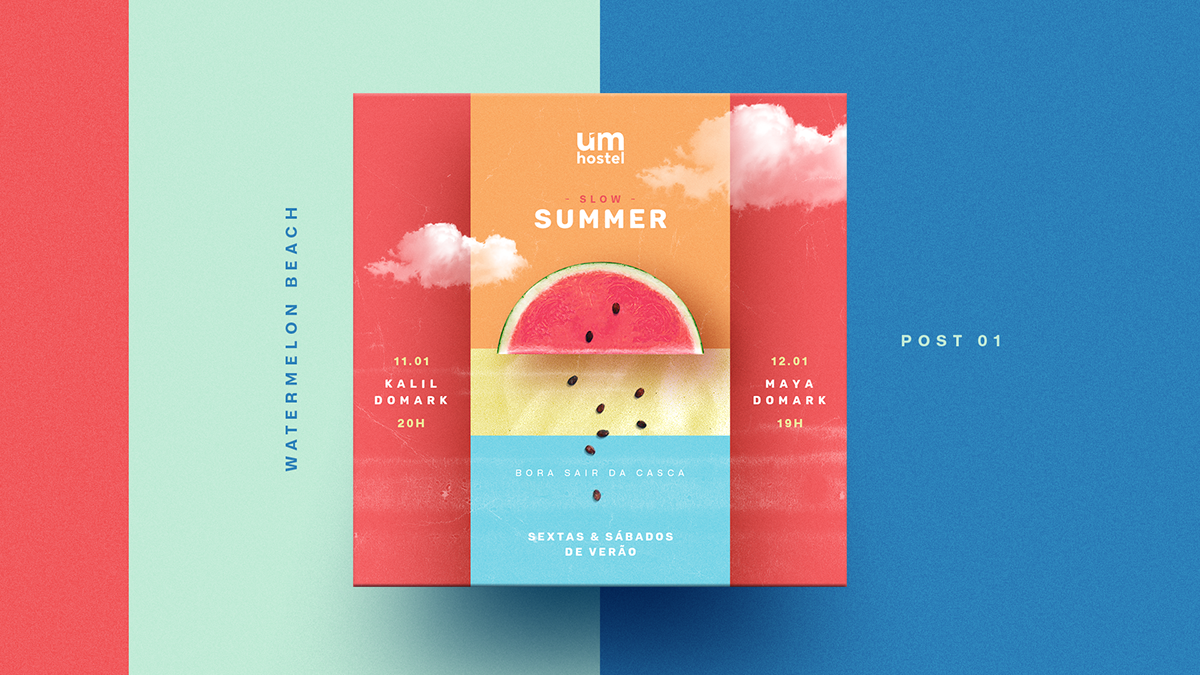 WATERMELON BEACH
um
hostel
- SLOW -
SUMMER
11.01
KALIL
DOMARK
20H
12.01
MAYA
DOMARK
19H
BORA SAIR DA CASCA
SEXTAS & SÁBADOS
DE VERÃO
POST 01